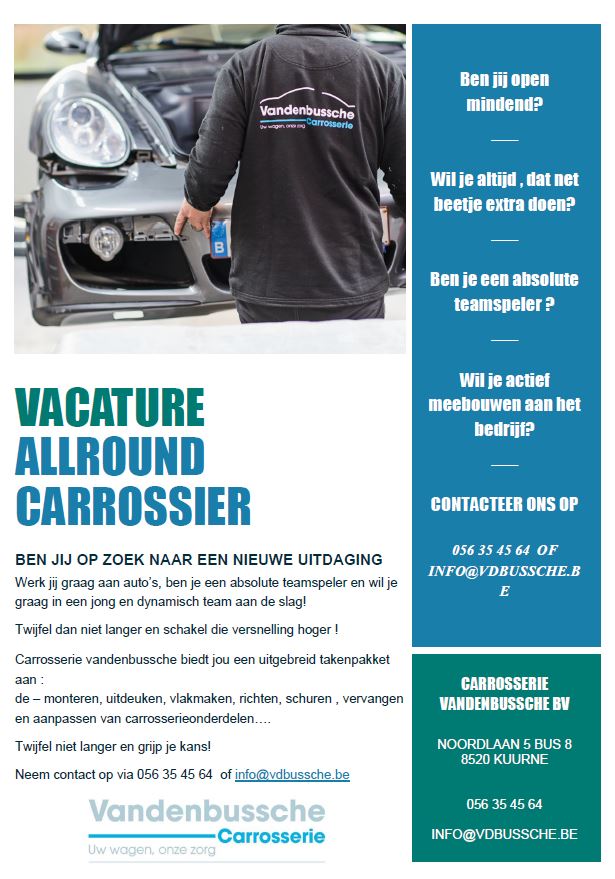 Vandenbussche
Carrosserie
Uw wagen, onze zorg
B
VACATURE
ALLROUND
CARROSSIER
BEN JIJ OP ZOEK NAAR EEN NIEUWE UITDAGING
Werk jij graag aan auto’s, ben je een absolute teamspeler en wil je
graag in een jong en dynamisch team aan de slag!
Twijfel dan niet langer en schakel die versnelling hoger !
Carrosserie vandenbussche biedt jou een uitgebreid takenpakket
aan :
de – monteren, uitdeuken, vlakmaken, richten, schuren , vervangen
en aanpassen van carrosserieonderdelen….
Twijfel niet langer en grijp je kans!
Neem contact op via 056 35 45 64  of info@vdbussche.be
Vandenbussche
Carrosserie
Uw wagen, onze zorg
Ben jij open
mindend?
Wil je altijd , dat net
beetje extra doen?
Ben je een absolute
teamspeler ?
Wil je actief
meebouwen aan het
bedrijf?
CONTACTEER ONS OP
056 35 45 64  OF
INFO@VDBUSSCHE.B
E
CARROSSERIE
VANDENBUSSCHE BV
NOORDLAAN 5 BUS 8
8520 KUURNE
056 35 45 64
INFO@VDBUSSCHE.BE